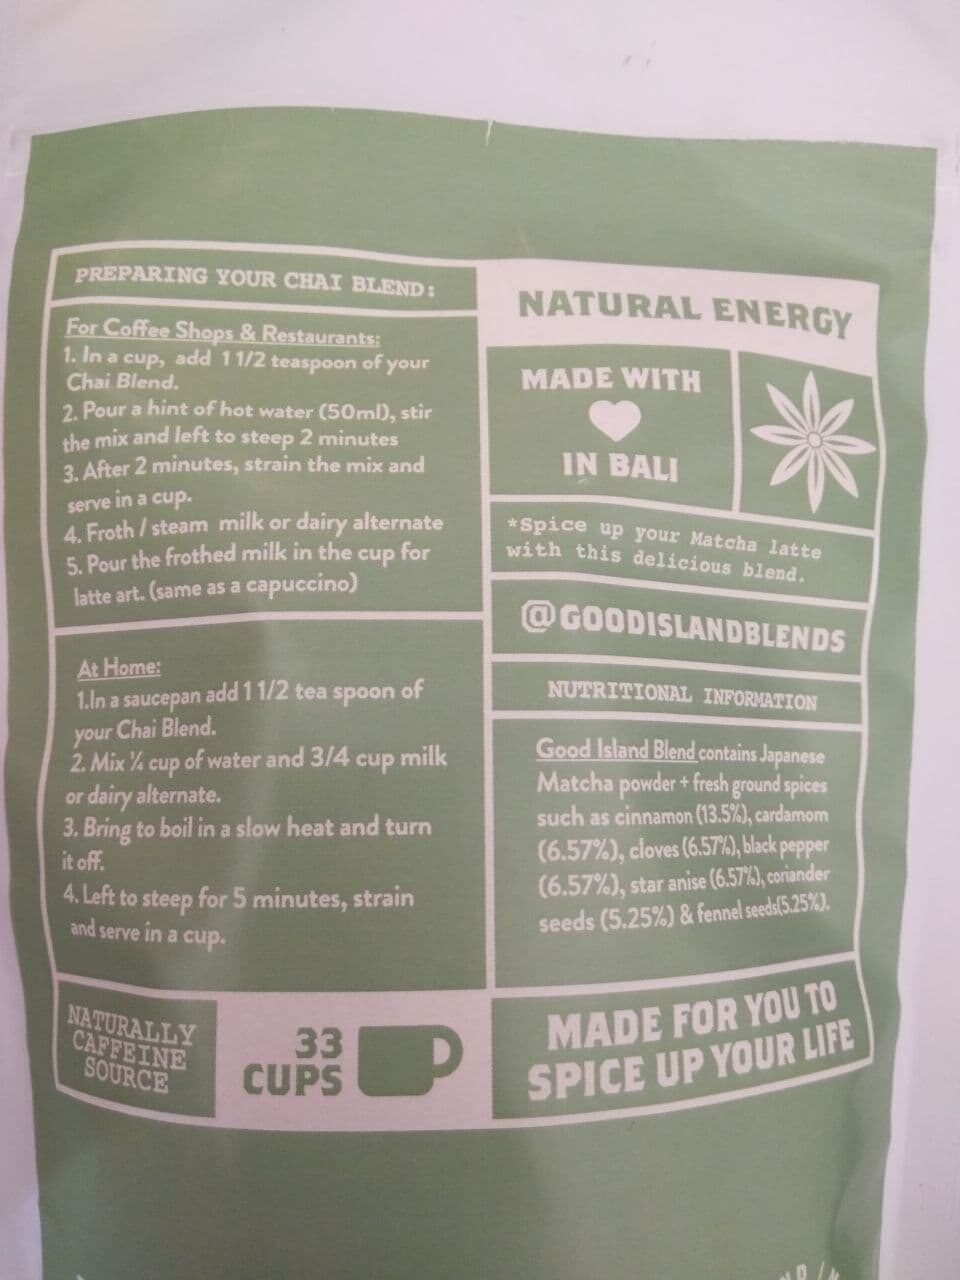 PREPARING YOUR CHAI BLEND:
For Coffee Shops & Restaurants:
1. In a cup, add 1 1/2 teaspoon of your
Chai Blend.
2. Pour a hint of hot water (50ml), stir
the mix and left to steep 2 minutes
3. After 2 minutes, strain the mix and
serve in a cup.
4. Froth / steam milk or dairy alternate
5. Pour the frothed milk in the cup for
latte art. (same as a capuccino)
At Home:
1.In a saucepan add 1 1/2 tea spoon of
your Chai Blend.
2. Mix ¼ cup of water and 3/4 cup milk
or dairy alternate.
3. Bring to boil in a slow heat and turn
it off.
4. Left to steep for 5 minutes, strain
and serve in a cup.
NATURALLY
CAFFEINE
SOURCE
33
CUPS
NATURAL ENERGY
MADE WITH
IN BALI
*Spice up your Matcha latte
with this delicious blend.
@GOODISLANDBLENDS
NUTRITIONAL INFORMATION
Good Island Blend contains Japanese
Matcha powder + fresh ground spices
such as cinnamon (13.5%), cardamom
(6.57%), cloves (6.57%), black pepper
(6.57%), star anise (6.57%), coriander
seeds (5.25%) & fennel seeds(5.25%).
MADE FOR YOU TO
SPICE UP YOUR LIFE